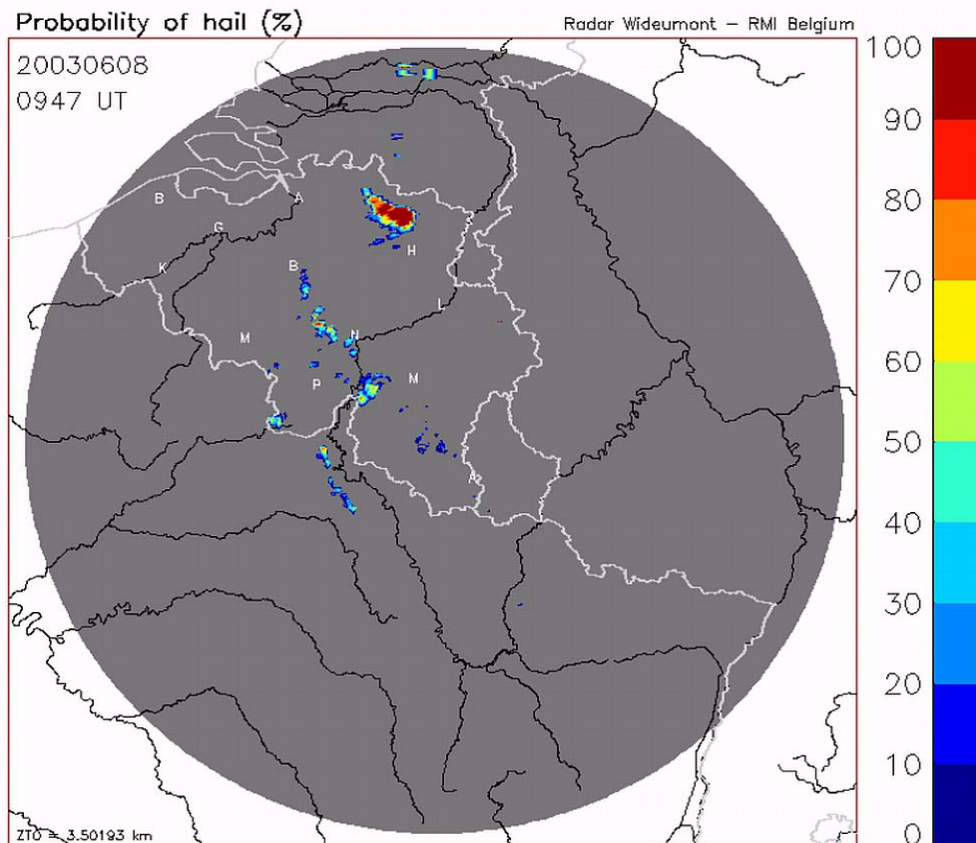 Probability of hail (%)
Radar Wideumont – RMI Belgium
20030608
0947 UT
100
90
80
70
60
50
40
30
20
10
0
B
A
G
H
K
B
L
M
N
P
M
A
ZT0 = 3.50193 km